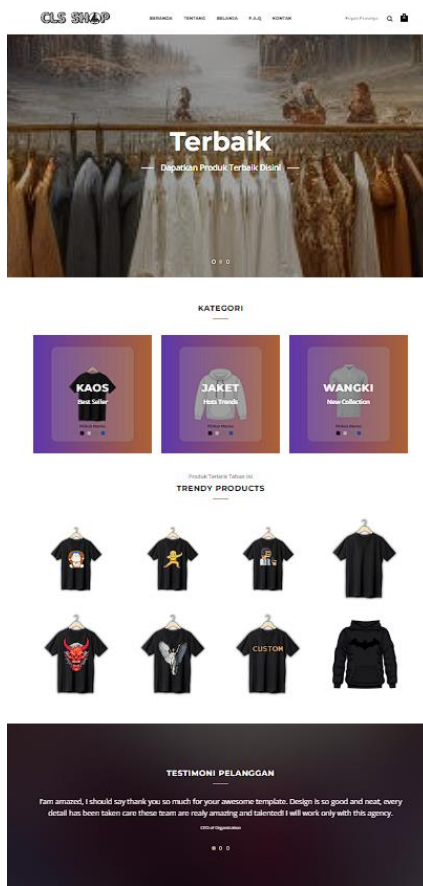 CLS SHOP
BERANDA TENTANG BELANJA F.A.Q KONTAK
Terbaik
Dapatkan Produk Terbaik Disini
KATEGORI
KAOS
Best Seller
JAKET
Hots Trends
WANGKI
New Collection
Produk Terlaris Tahun Ini
TRENDY PRODUCTS
CUSTOM
TESTIMONI PELANGGAN
I'am amazed, I should say thank you so much for your awesome template. Design is so good and neat, every
detail has been taken care these team are realy amazing and talented! I will work only with this agency.
CEO of Organization